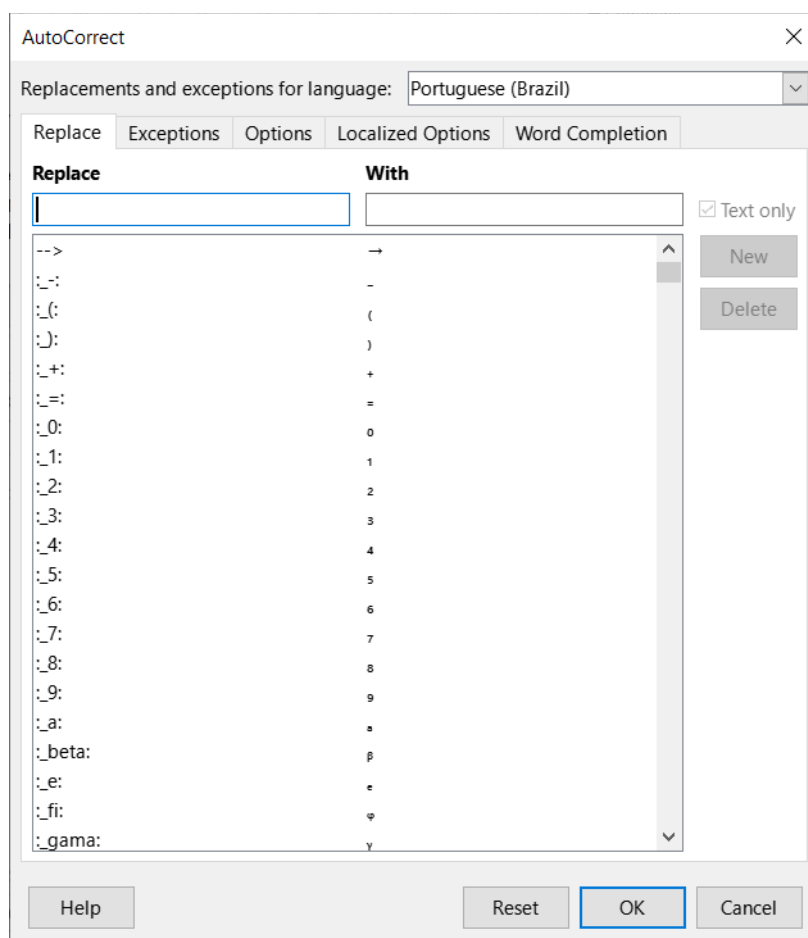 AutoCorrect
Replacements and exceptions for language: Portuguese (Brazil)
Replace Exceptions Options Localized Options Word Completion
Replace With
Text only
--> →
New
:_-: ₋
:_(: ₍
Delete
:_): ₎
:_+: ₊
:_=: ₌
:_0: ₀
:_1: ₁
:_2: ₂
:_3: ₃
:_4: ₄
:_5: ₅
:_6: ₆
:_7: ₇
:_8: ₈
:_9: ₉
:_a: ₐ
:_beta: ᵦ
:_e: ₑ
:_fi: ᵩ
:_gama: ᵧ
Help Reset OK Cancel